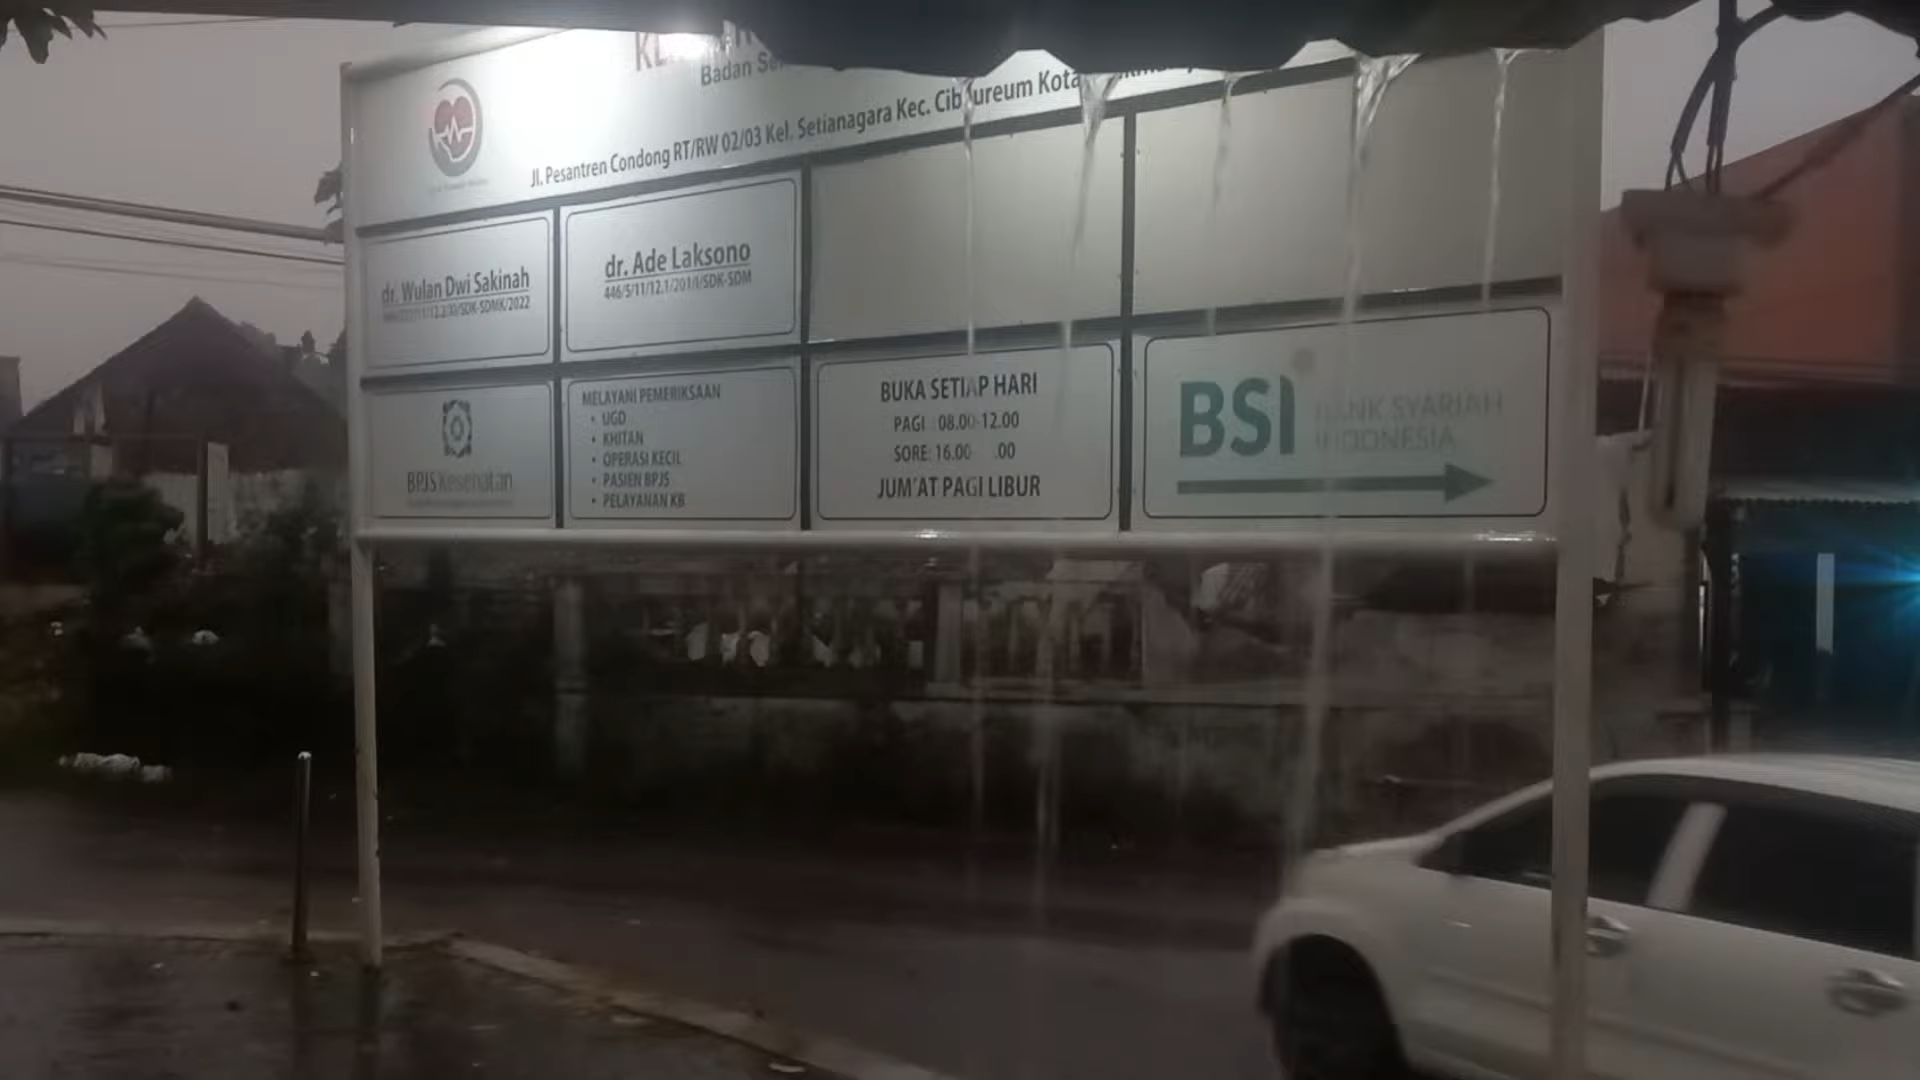 Badan
Jl. Pesantren Condong RT/RW 02/03 Kel. Setianagara Kec. Cibeureum Kota
dr. Wulan Dwi Sakinah
dr. Ade Laksono
446/5/11/12.1/201/I/SDK-SDM
BPJS Kesehatan
MELAYANI PEMERIKSAAN
• UGD
• KHITAN
• OPERASI KECIL
• PASIEN BPJS
• PELAYANAN KB
BUKA SETIAP HARI
PAGI : 08.00-12.00
SORE: 16.00 .00
JUM'AT PAGI LIBUR
BSI
BANK SYARIAH
INDONESIA